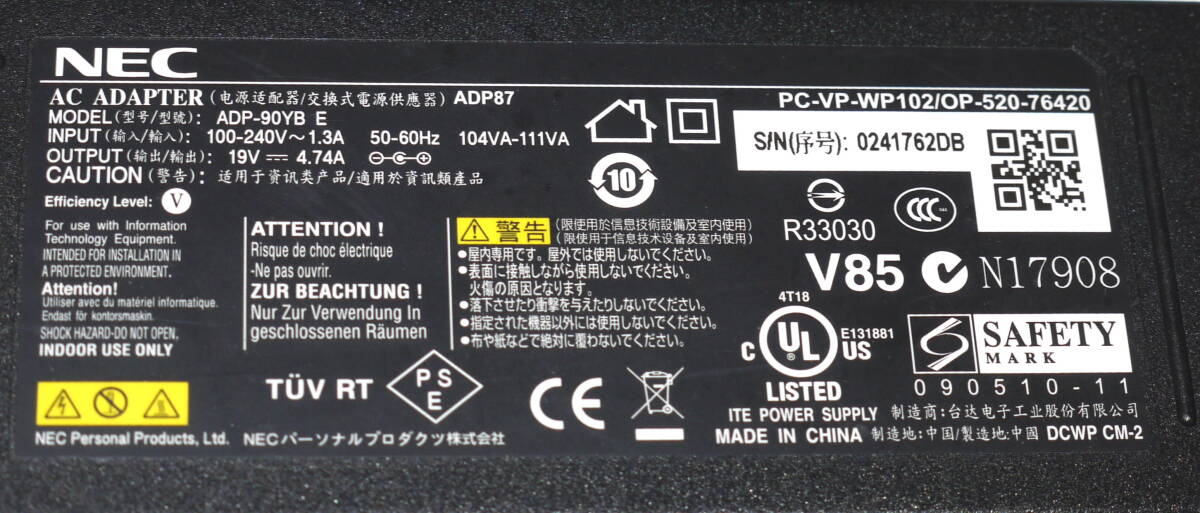 NEC
AC ADAPTER (电源适配器/交換式電源供應器) ADP87
PC-VP-WP102/OP-520-76420
MODEL (型号/型號): ADP-90YB E
INPUT (输入/輸入): 100-240V～1.3A 50-60Hz 104VA-111VA
OUTPUT (输出/輸出): 19V 4.74A
CAUTION (警告): 适用于资讯类产品/適用於資訊類產品
S/N(序号): 0241762DB
10
Efficiency Level: V
For use with Information
Technology Equipment.
INTENDED FOR INSTALLATION IN
A PROTECTED ENVIRONMENT.
Attention!
Utiliser avec du matériel informatique.
Endast för kontorsmaskin.
SHOCK HAZARD-DO NOT OPEN.
INDOOR USE ONLY
ATTENTION !
Risque de choc électrique
-Ne pas ouvrir.
ZUR BEACHTUNG !
Nur Zur Verwendung In
geschlossenen Räumen
警告 (限使用於信息技術設備及室內使用)
(限使用于信息技术设备及室内使用)
●屋内専用です。屋外では使用しないでください。
●表面に接触しながら使用しないでください。
火傷の原因となります。
●落下させたり衝撃を与えたりしないでください。
●指定された機器以外には使用しないでください。
●布や紙などで絶対に覆わないでください。
R33030
CCC
V85
N17908
4T18
C UL US
E131881
LISTED
ITE POWER SUPPLY
SAFETY
MARK
090510-11
TÜV RT
PSE
CE
制造商:台达电子工业股份有限公司
MADE IN CHINA 制造地:中国/製造地:中國 DCWP CM-2
NEC Personal Products, Ltd. NECパーソナルプロダクツ株式会社